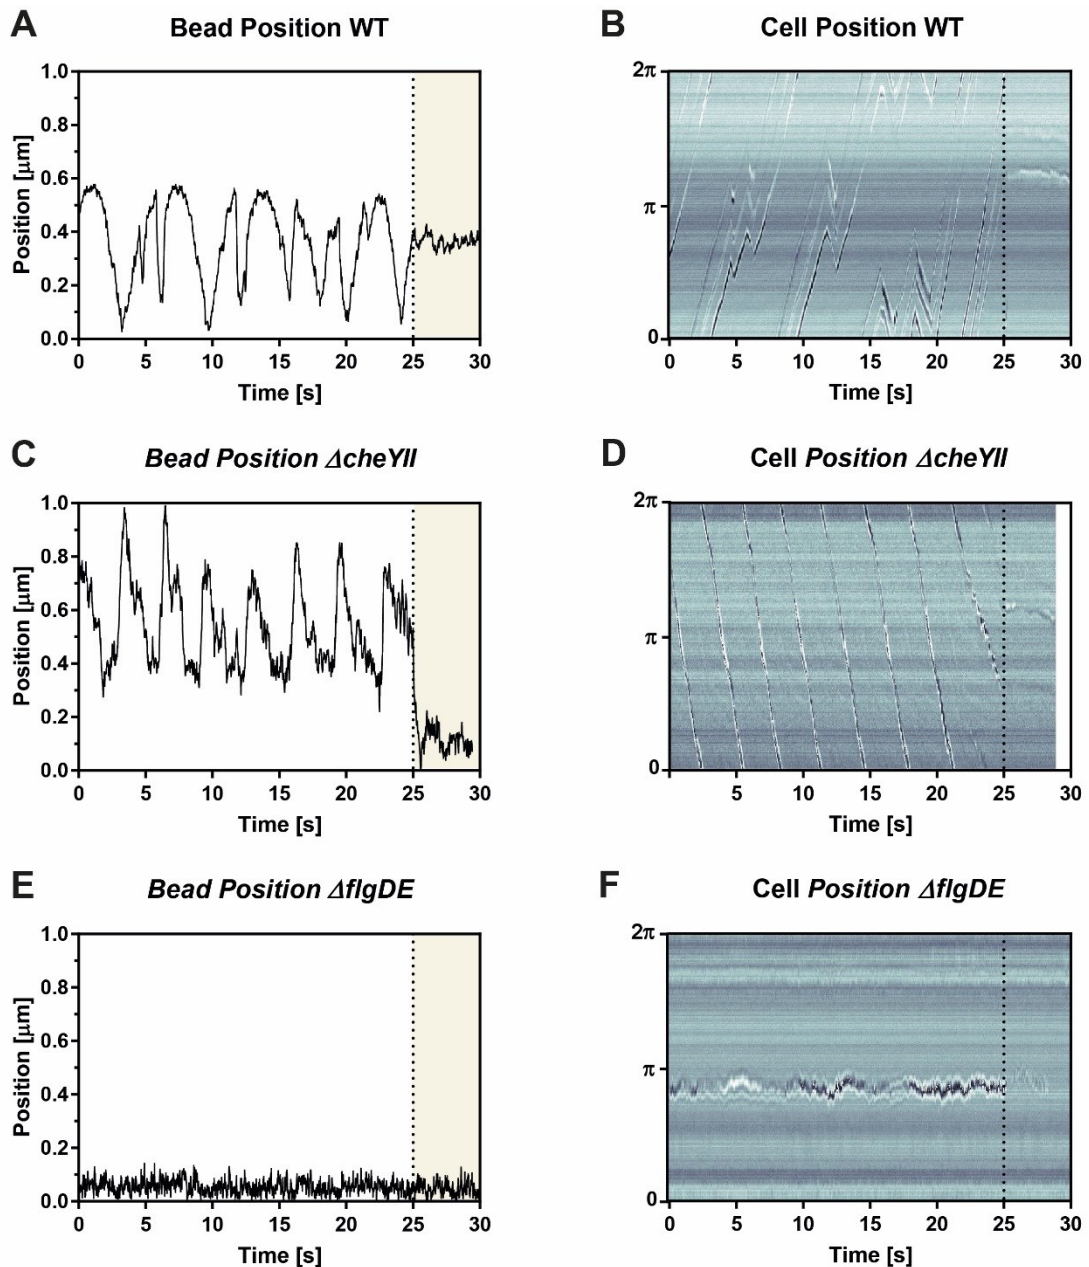 A
Bead Position WT
Position [µm]
1.0
0.8
0.6
0.4
0.2
0.0
0 5 10 15 20 25 30
Time [s]
B
Cell Position WT
2π
π
0
0 5 10 15 20 25 30
Time [s]
C
Bead Position ΔcheYII
Position [µm]
1.0
0.8
0.6
0.4
0.2
0.0
0 5 10 15 20 25 30
Time [s]
D
Cell Position ΔcheYII
2π
π
0
5 10 15 20 25 30
Time [s]
E
Bead Position ΔflgDE
Position [µm]
1.0
0.8
0.6
0.4
0.2
0.0
0 5 10 15 20 25 30
Time [s]
F
Cell Position ΔflgDE
2π
π
0
0 5 10 15 20 25 30
Time [s]